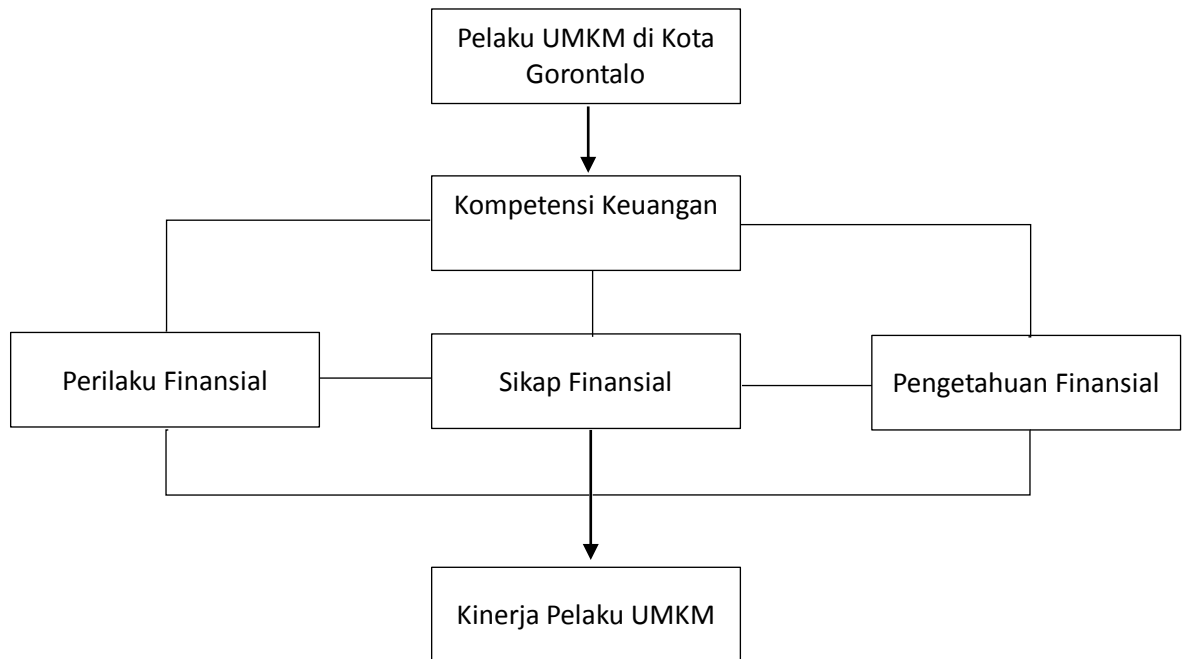 Pelaku UMKM di Kota
Gorontalo
Kompetensi Keuangan
Perilaku Finansial
Sikap Finansial
Pengetahuan Finansial
Kinerja Pelaku UMKM